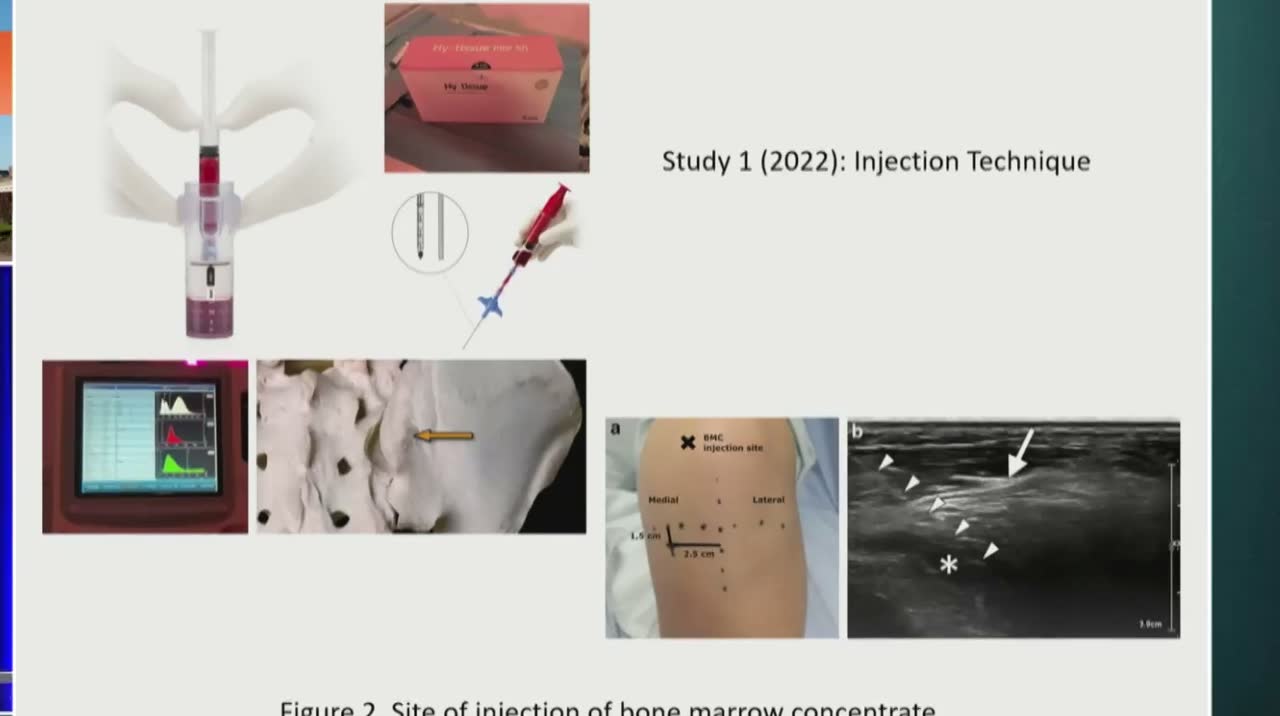 Hy Tissue
Study 1 (2022): Injection Technique
a
BMC
injection site
Medial
Lateral
1.5 cm
2.5 cm
b
3.0cm
Figure 2. Site of injection of bone marrow concentrate